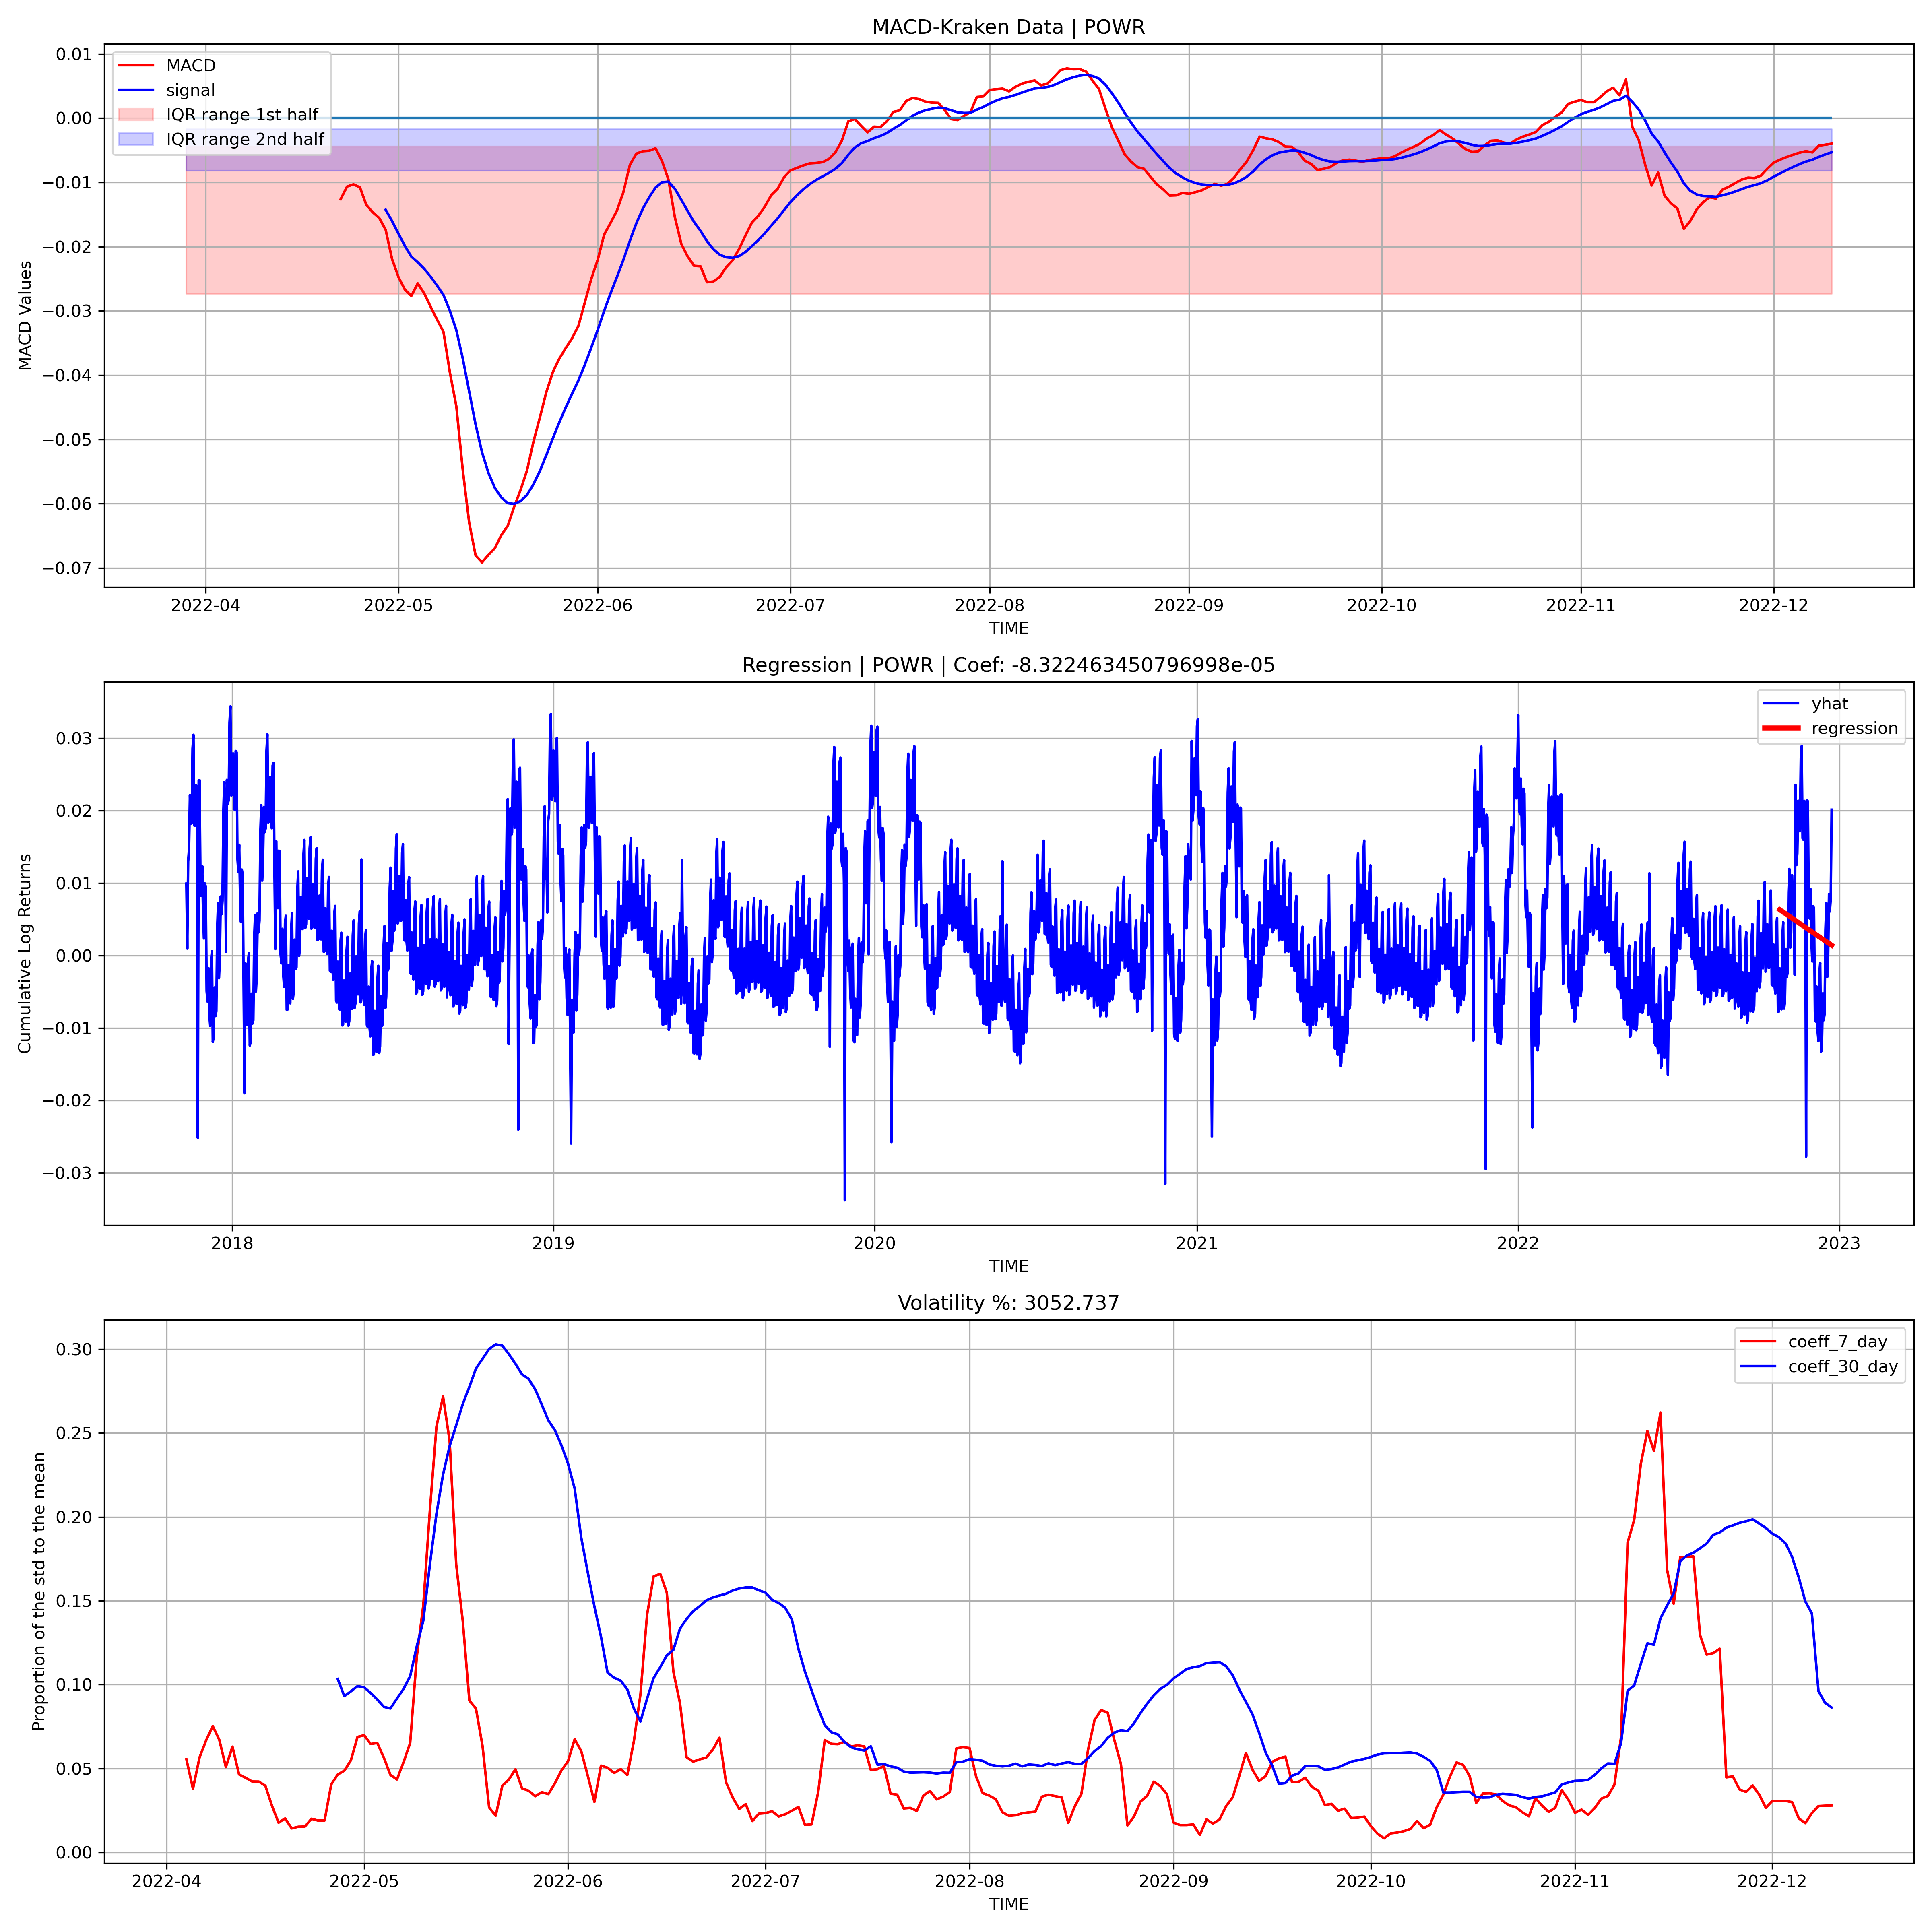 MACD-Kraken Data | POWR
MACD
signal
IQR range 1st half
IQR range 2nd half
MACD Values
0.01
0.00
−0.01
−0.02
−0.03
−0.04
−0.05
−0.06
−0.07
2022-04 2022-05 2022-06 2022-07 2022-08 2022-09 2022-10 2022-11 2022-12
TIME
Regression | POWR | Coef: -8.322463450796998e-05
yhat
regression
Cumulative Log Returns
0.03
0.02
0.01
0.00
−0.01
−0.02
−0.03
2018 2019 2020 2021 2022 2023
TIME
Volatility %: 3052.737
coeff_7_day
coeff_30_day
Proportion of the std to the mean
0.30
0.25
0.20
0.15
0.10
0.05
0.00
2022-04 2022-05 2022-06 2022-07 2022-08 2022-09 2022-10 2022-11 2022-12
TIME